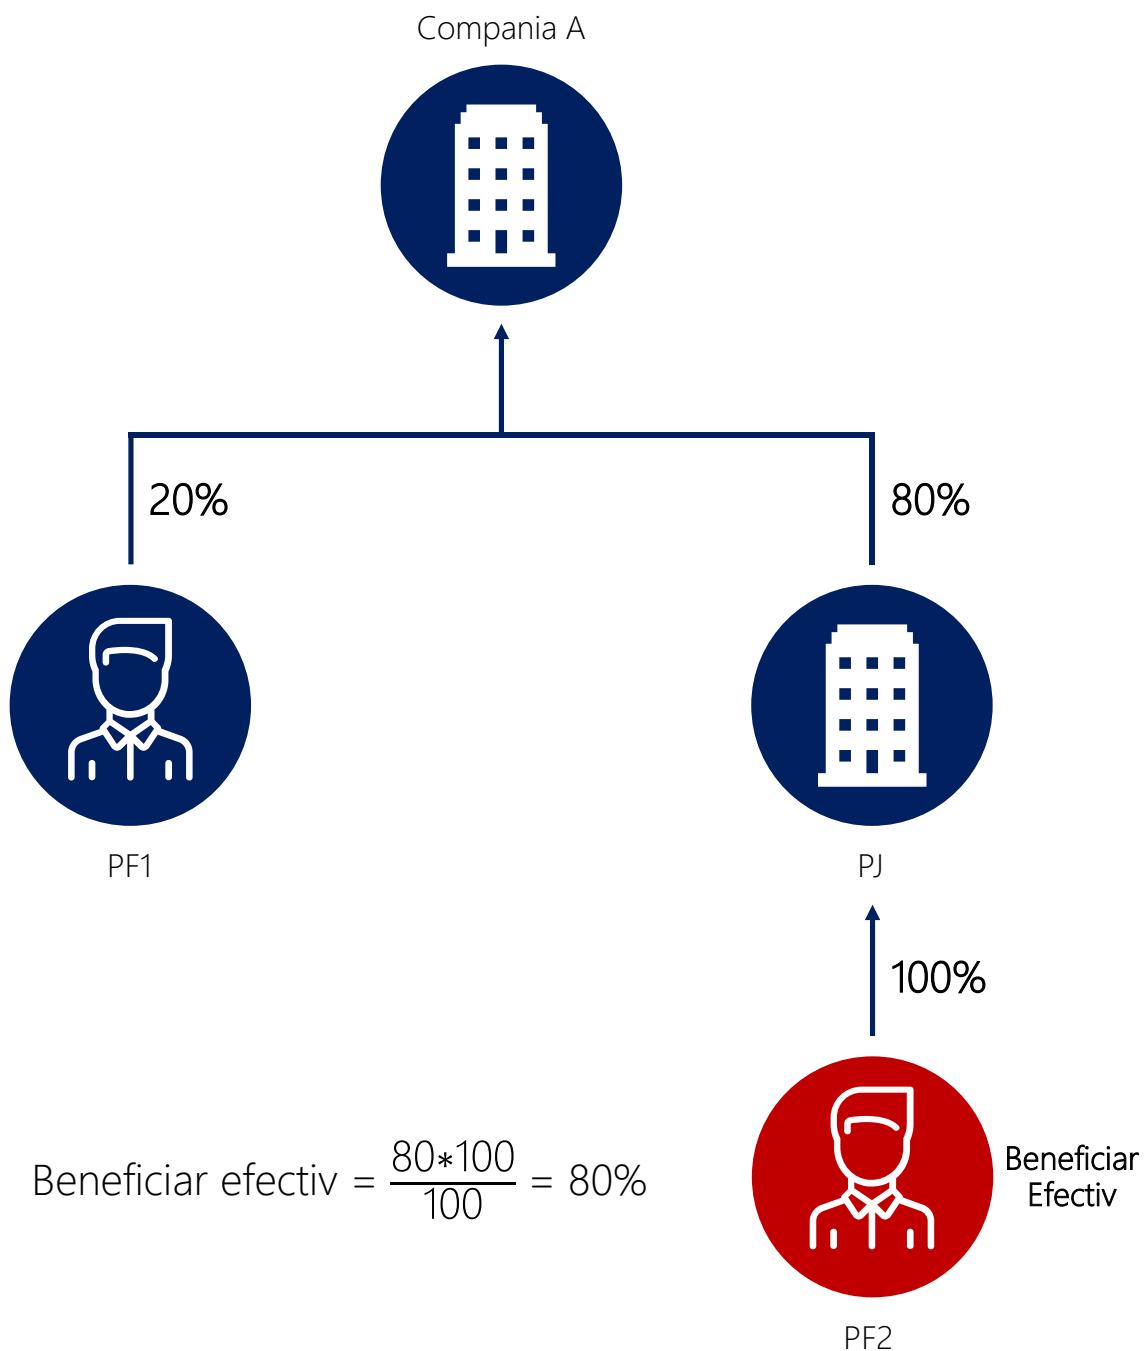 Compania A
20%
80%
PF1
PJ
100%
Beneficiar efectiv = 80*100 / 100 = 80%
Beneficiar
Efectiv
PF2